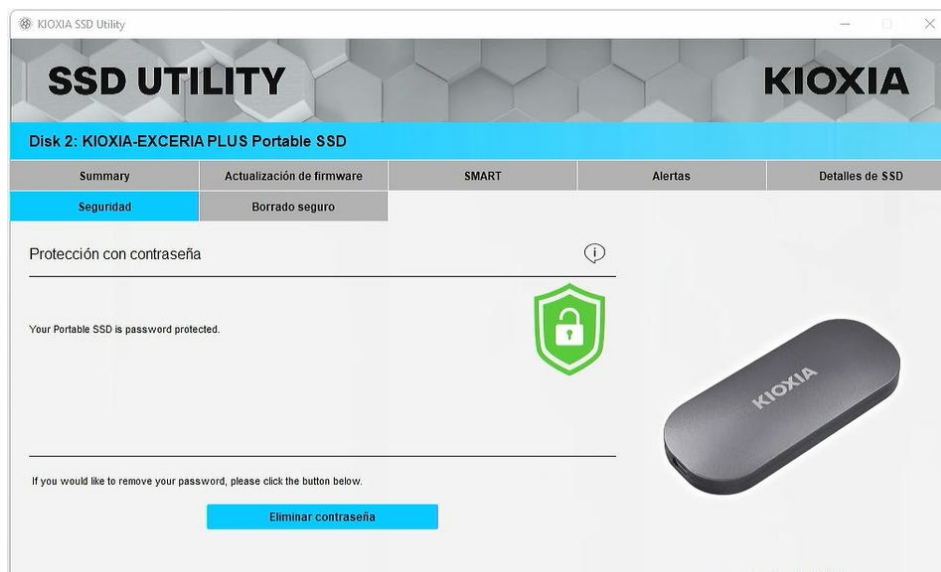 KIOXIA SSD Utility
SSD UTILITY
KIOXIA
Disk 2: KIOXIA-EXCERIA PLUS Portable SSD
Summary Actualización de firmware SMART Alertas Detalles de SSD
Seguridad Borrado seguro
Protección con contraseña
Your Portable SSD is password protected.
KIOXIA
If you would like to remove your password, please click the button below.
Eliminar contraseña